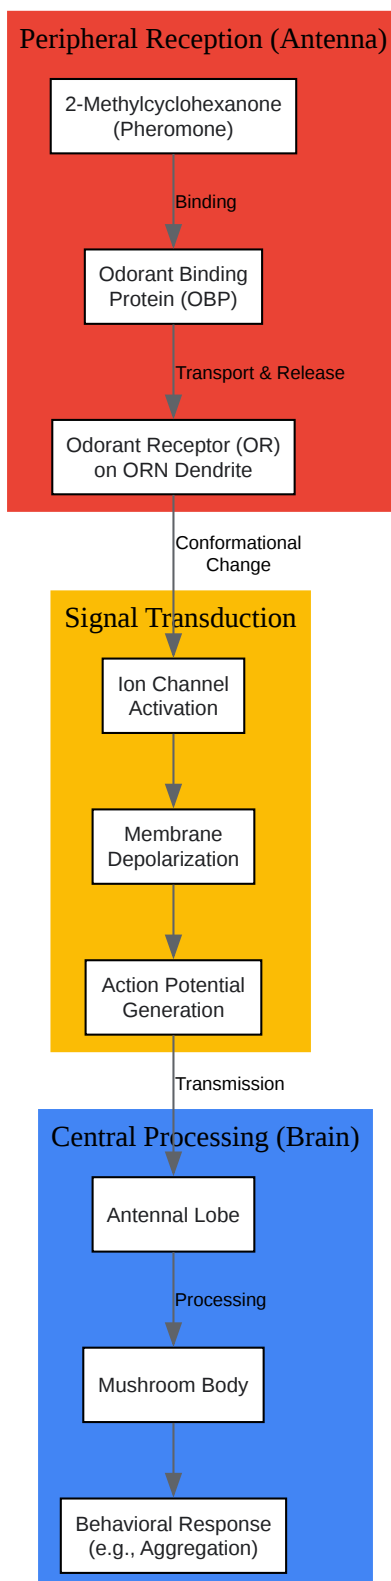 Peripheral Reception (Antenna)
2-Methylcyclohexanone
(Pheromone)
Binding
Odorant Binding
Protein (OBP)
Transport & Release
Odorant Receptor (OR)
on ORN Dendrite
Conformational
Change
Signal Transduction
Ion Channel
Activation
Membrane
Depolarization
Action Potential
Generation
Transmission
Central Processing (Brain)
Antennal Lobe
Processing
Mushroom Body
Behavioral Response
(e.g., Aggregation)